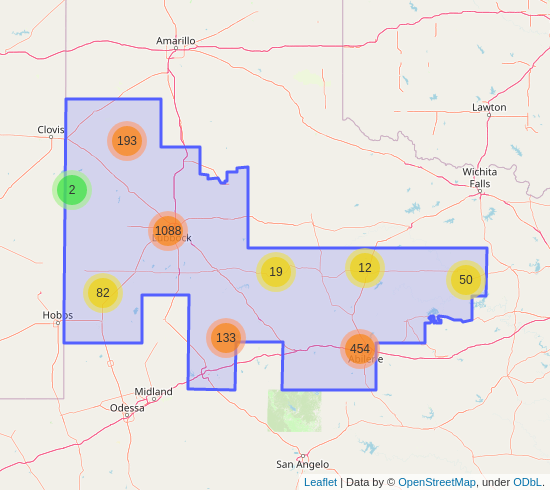 Amarillo
Lawton
Clovis
193
Wichita
Falls
2
1088
Lubbock
19
12
50
82
Hobbs
133
454
Abilene
Midland
Odessa
San Angelo
Leaflet | Data by © OpenStreetMap, under ODbL.